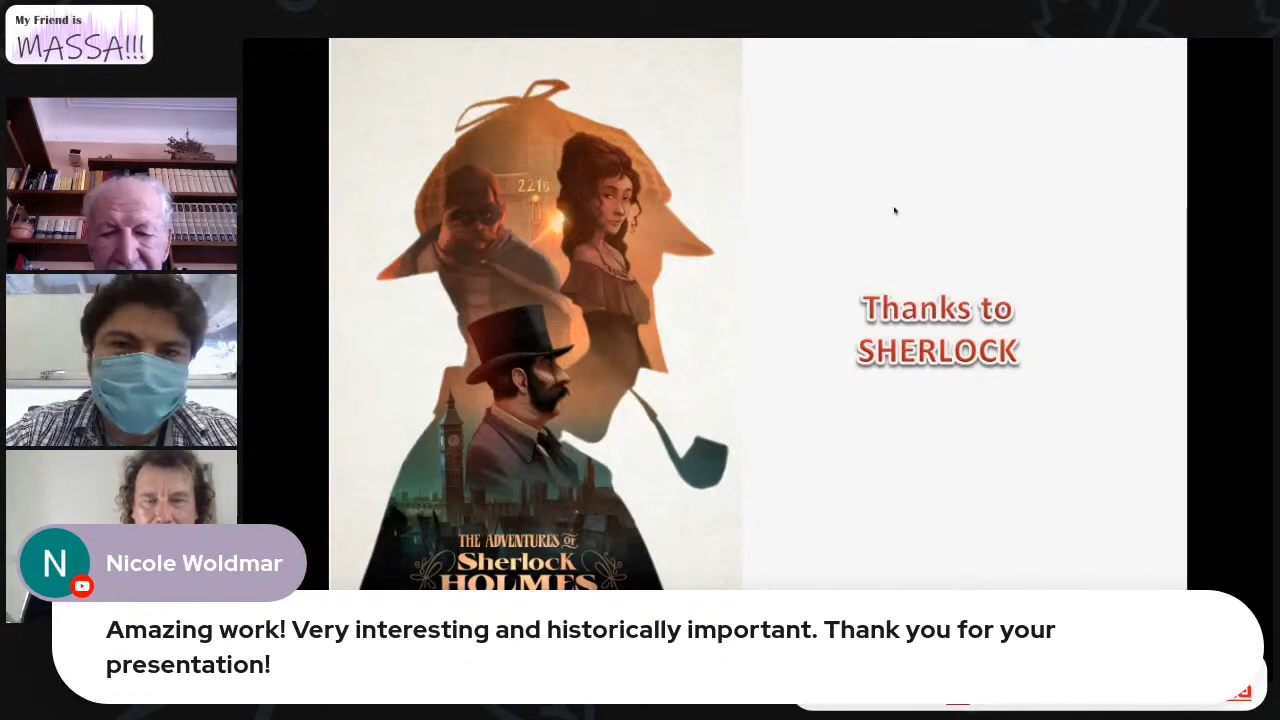 My Friend is
MASSA!!!
221B
Thanks to
SHERLOCK
THE ADVENTURES OF
Sherlock
HOLMES
N
Nicole Woldmar
Amazing work! Very interesting and historically important. Thank you for your
presentation!